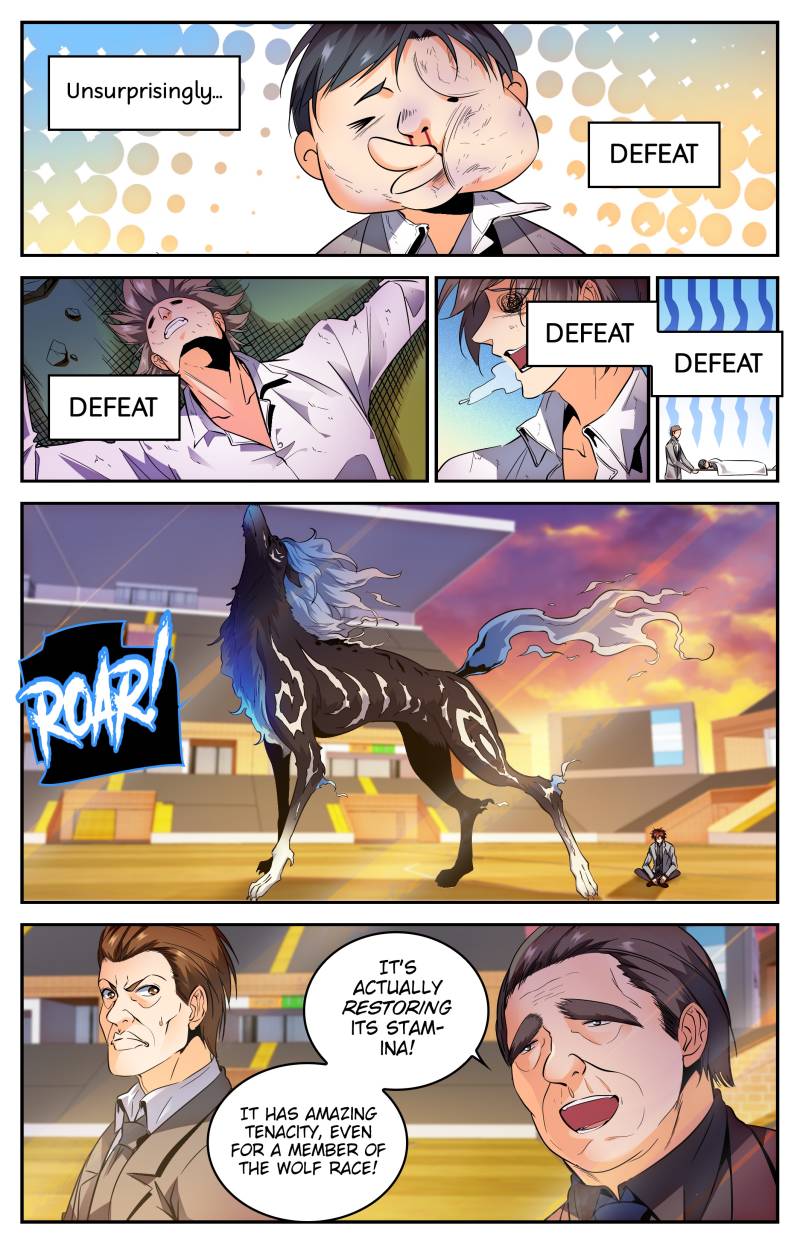 Unsurprisingly...
DEFEAT
DEFEAT
DEFEAT
DEFEAT
ROAR!
IT'S
ACTUALLY
RESTORING
ITS STAM-
INA!
IT HAS AMAZING
TENACITY, EVEN
FOR A MEMBER OF
THE WOLF RACE!